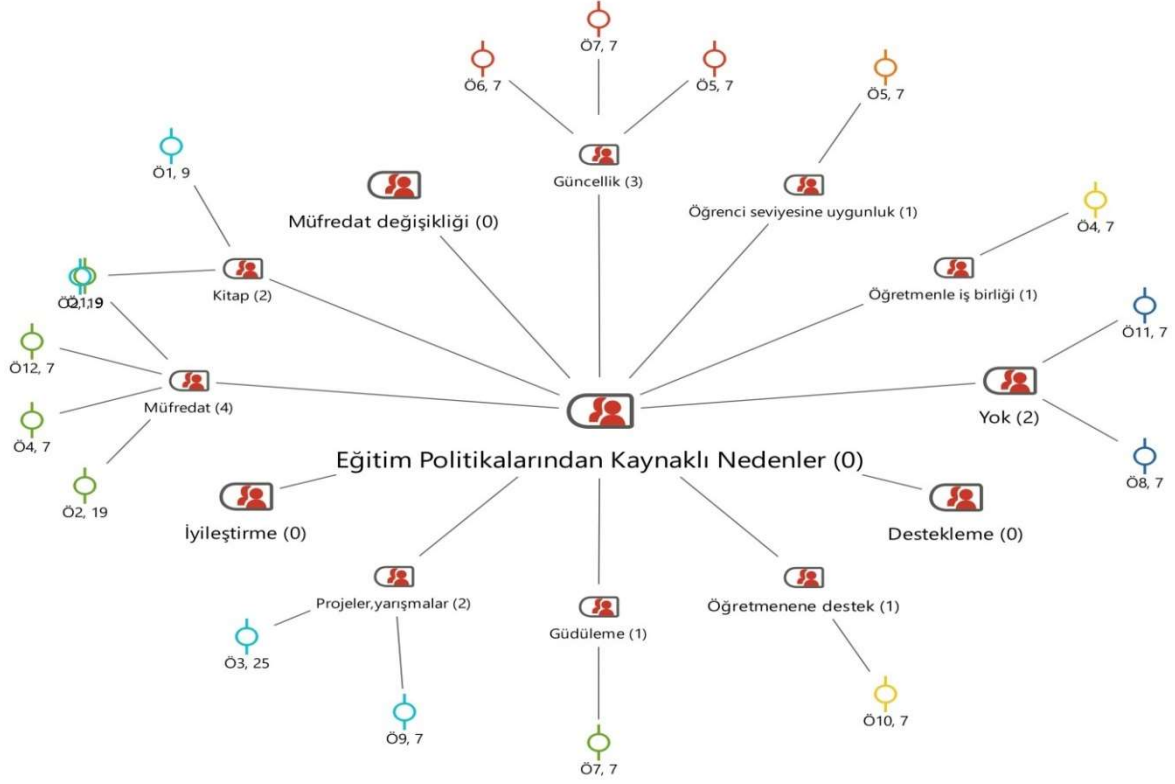 Ö7, 7
Ö6, 7
Ö5, 7
Ö5, 7
Ö1, 9
Güncellik (3)
Müfredat değişikliği (0)
Öğrenci seviyesine uygunluk (1)
Ö4, 7
Kitap (2)
Öğretmenle iş birliği (1)
Ö11, 7
Ö12, 7
Müfredat (4)
Yok (2)
Ö4, 7
Eğitim Politikalarından Kaynaklı Nedenler (0)
Ö8, 7
Ö2, 19
İyileştirme (0)
Destekleme (0)
Projeler,yarışmalar (2)
Güdüleme (1)
Öğretmenene destek (1)
Ö3, 25
Ö9, 7
Ö7, 7
Ö10, 7